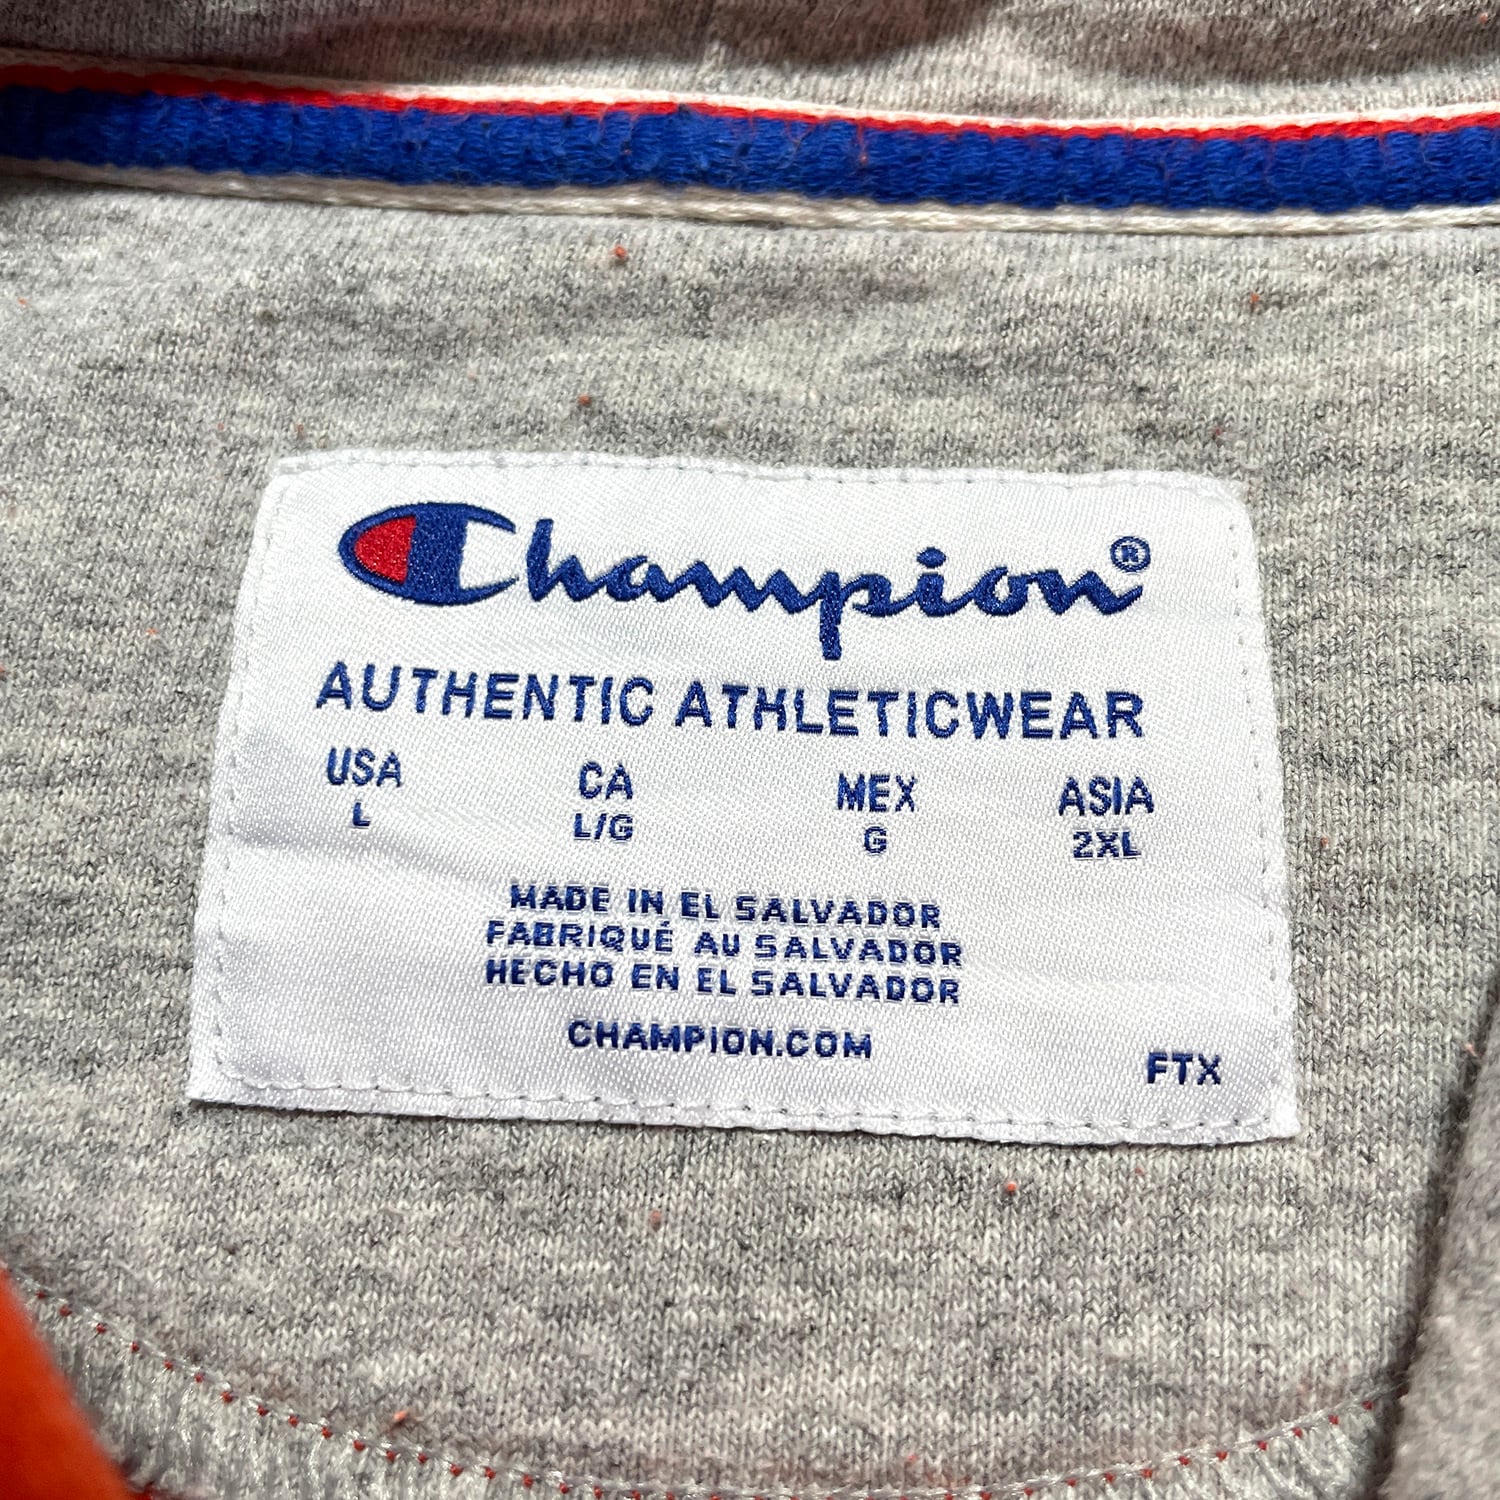 Champion®
AUTHENTIC ATHLETICWEAR
USA CA MEX ASIA
L L/G G 2XL
MADE IN EL SALVADOR
FABRIQUÉ AU SALVADOR
HECHO EN EL SALVADOR
CHAMPION.COM
FTX